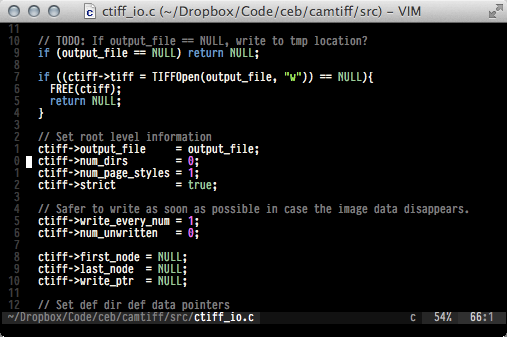 ctiff_io.c (~/Dropbox/Code/ceb/camtiff/src) – VIM
11
10 // TODO: If output_file == NULL, write to tmp location?
9 if (output_file == NULL) return NULL;
8
7 if ((ctiff->tiff = TIFFOpen(output_file, "w")) == NULL){
6 FREE(ctiff);
5 return NULL;
4 }
3
2 // Set root level information
1 ctiff->output_file = output_file;
0 ctiff->num_dirs = 0;
1 ctiff->num_page_styles = 1;
2 ctiff->strict = true;
3
4 // Safer to write as soon as possible in case the image data disappears.
5 ctiff->write_every_num = 1;
6 ctiff->num_unwritten = 0;
7
8 ctiff->first_node = NULL;
9 ctiff->last_node = NULL;
10 ctiff->write_ptr = NULL;
11
12 // Set def dir def data pointers
~/Dropbox/Code/ceb/camtiff/src/ctiff_io.c c 54% 66:1